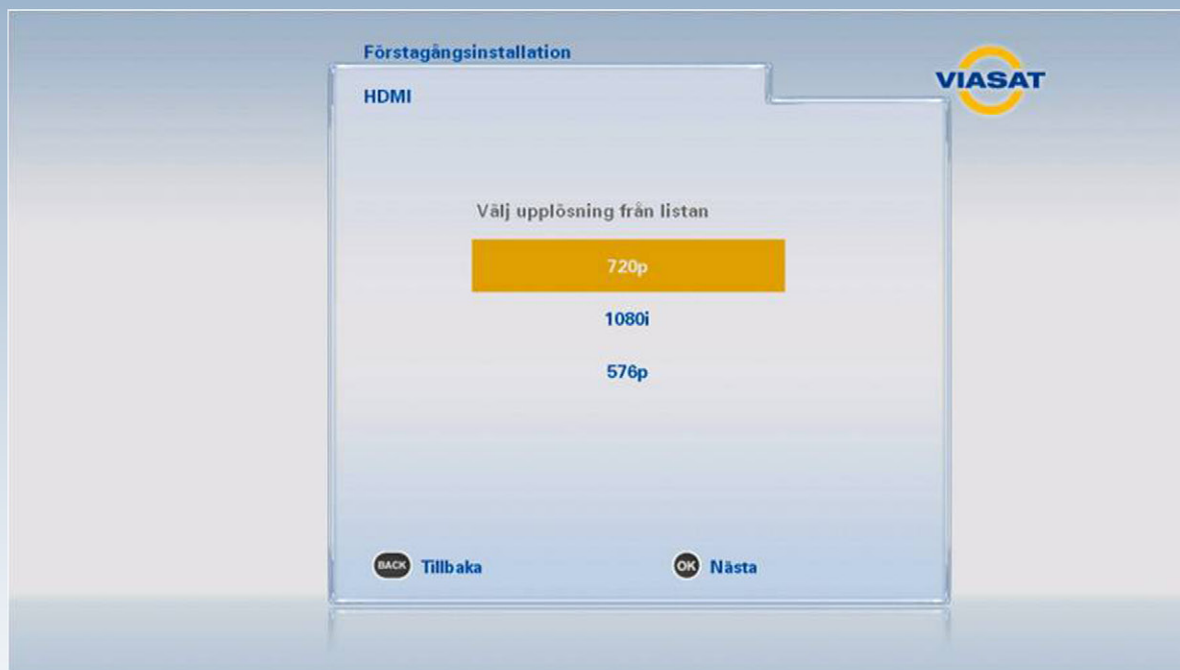 Förstagångsinstallation
VIASAT
HDMI
Välj upplösning från listan
720p
1080i
576p
BACK Tillbaka
OK Nästa